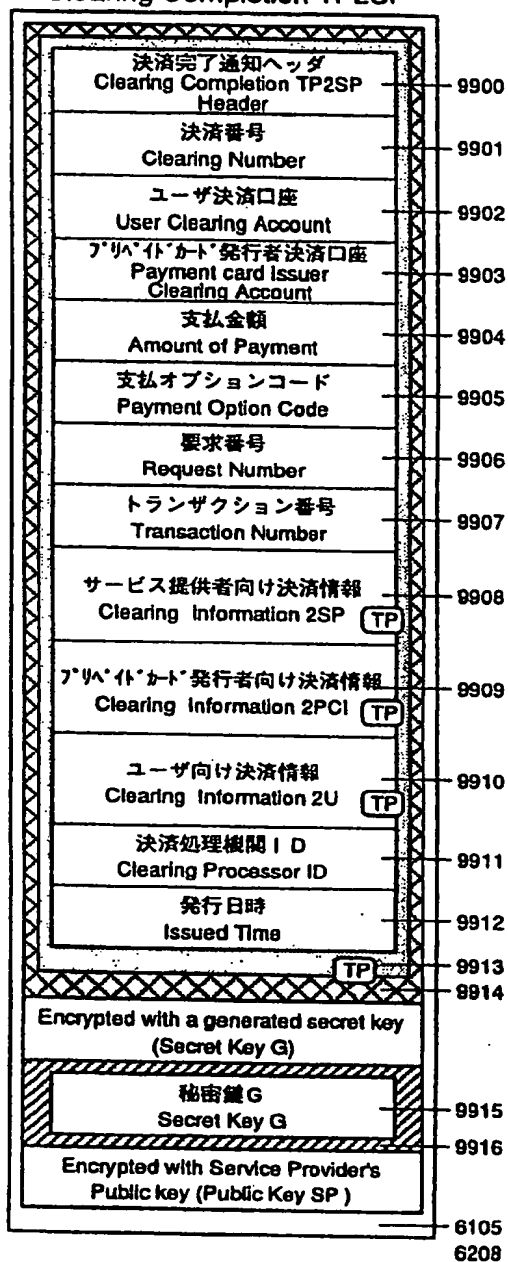 決済完了通知ヘッダ
Clearing Completion TP2SP
Header
9900
決済番号
Clearing Number
9901
ユーザ決済口座
User Clearing Account
9902
プリペイドカード発行者決済口座
Payment card Issuer
Clearing Account
9903
支払金額
Amount of Payment
9904
支払オプションコード
Payment Option Code
9905
要求番号
Request Number
9906
トランザクション番号
Transaction Number
9907
サービス提供者向け決済情報
Clearing Information 2SP
TP
9908
プリペイドカード発行者向け決済情報
Clearing Information 2PCI
TP
9909
ユーザ向け決済情報
Clearing Information 2U
TP
9910
決済処理機関ID
Clearing Processor ID
9911
発行日時
Issued Time
9912
TP
9913
9914
Encrypted with a generated secret key
(Secret Key G)
秘密鍵G
Secret Key G
9915
9916
Encrypted with Service Provider's
Public key (Public Key SP )
6105
6208